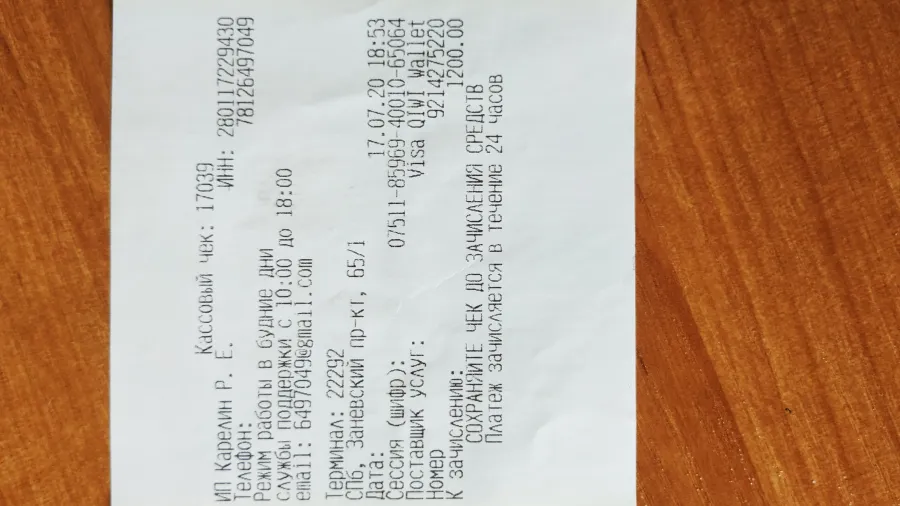 Кассовый чек: 17039
ИП Карелин Р. Е. ИНН: 280117229430
Телефон: 78126497049
Режим работы в будние дни
службы поддержки с 10:00 до 18:00
email: 6497049@gmail.com
Терминал: 22292
СПб, Заневский пр-кт, 65/1
Дата: 17.07.20 18:53
Сессия (шифр): 07511-85969-40010-65064
Поставщик услуг: Visa QIWI Wallet
Номер 9214275220
К зачислению: 1200.00
СОХРАНЯЙТЕ ЧЕК ДО ЗАЧИСЛЕНИЯ СРЕДСТВ
Платеж зачисляется в течение 24 часов